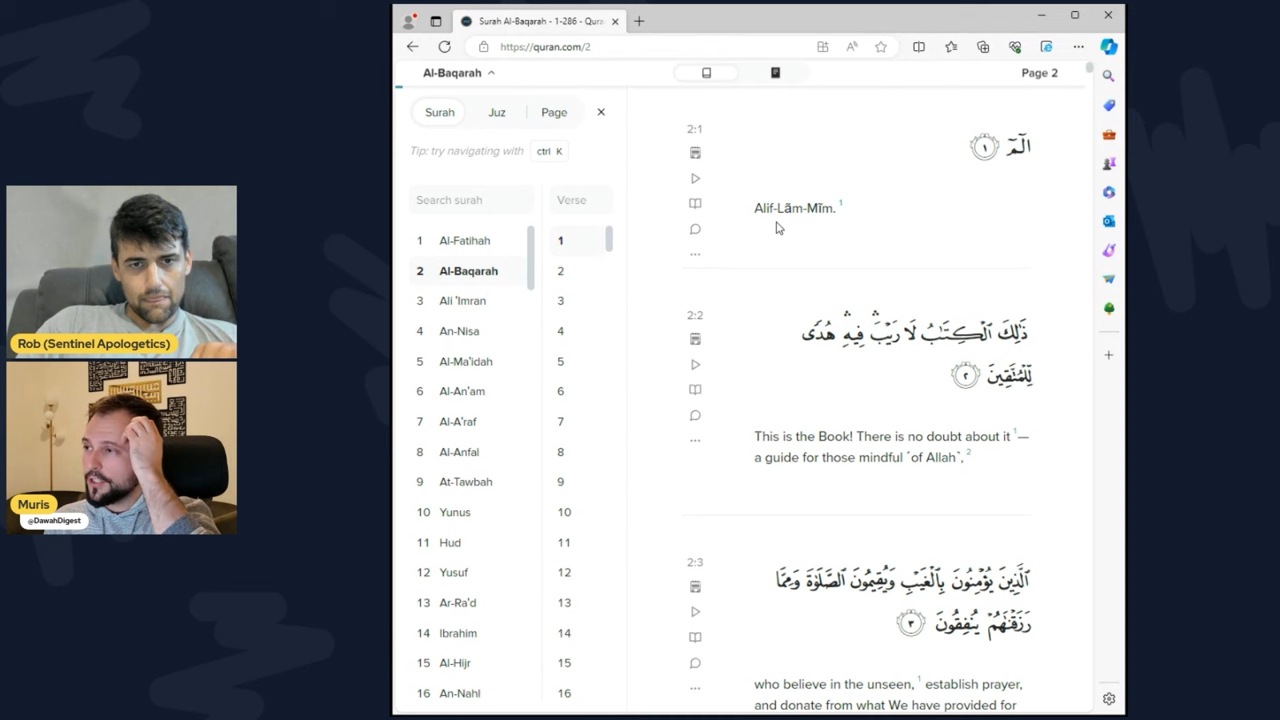 Surah Al-Baqarah - 1-286 - Qura
https://quran.com/2
Al-Baqarah
Page 2
Surah
Juz
Page
Tip: try navigating with ctrl K
Search surah
Verse
1 Al-Fatihah
2 Al-Baqarah
3 Ali 'Imran
4 An-Nisa
5 Al-Ma'idah
6 Al-An'am
7 Al-A'raf
8 Al-Anfal
9 At-Tawbah
10 Yunus
11 Hud
12 Yusuf
13 Ar-Ra'd
14 Ibrahim
15 Al-Hijr
16 An-Nahl
1
2
3
4
5
6
7
8
9
10
11
12
13
14
15
16
2:1
الٓمٓ ١
Alif-Lãm-Mĩm. 1
2:2
ذَٰلِكَ ٱلْكِتَـٰبُ لَا رَيْبَ ۛ فِيهِ ۛ هُدًى
لِّلْمُتَّقِينَ ٢
This is the Book! There is no doubt about it 1—
a guide for those mindful ˹of Allah˺, 2
2:3
ٱلَّذِينَ يُؤْمِنُونَ بِٱلْغَيْبِ وَيُقِيمُونَ ٱلصَّلَوٰةَ وَمِمَّا
رَزَقْنَـٰهُمْ يُنفِقُونَ ٣
who believe in the unseen, 1 establish prayer,
and donate from what We have provided for
Rob (Sentinel Apologetics)
Muris
@DawahDigest